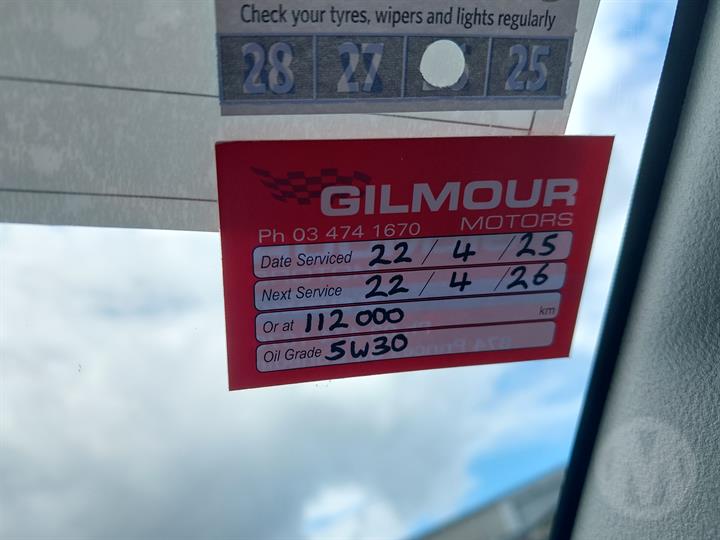 Check your tyres, wipers and lights regularly
28 27 25
GILMOUR
MOTORS
Ph 03 474 1670
Date Serviced 22 / 4 / 25
Next Service 22 / 4 / 26
Or at 112 000 km
Oil Grade 5W30